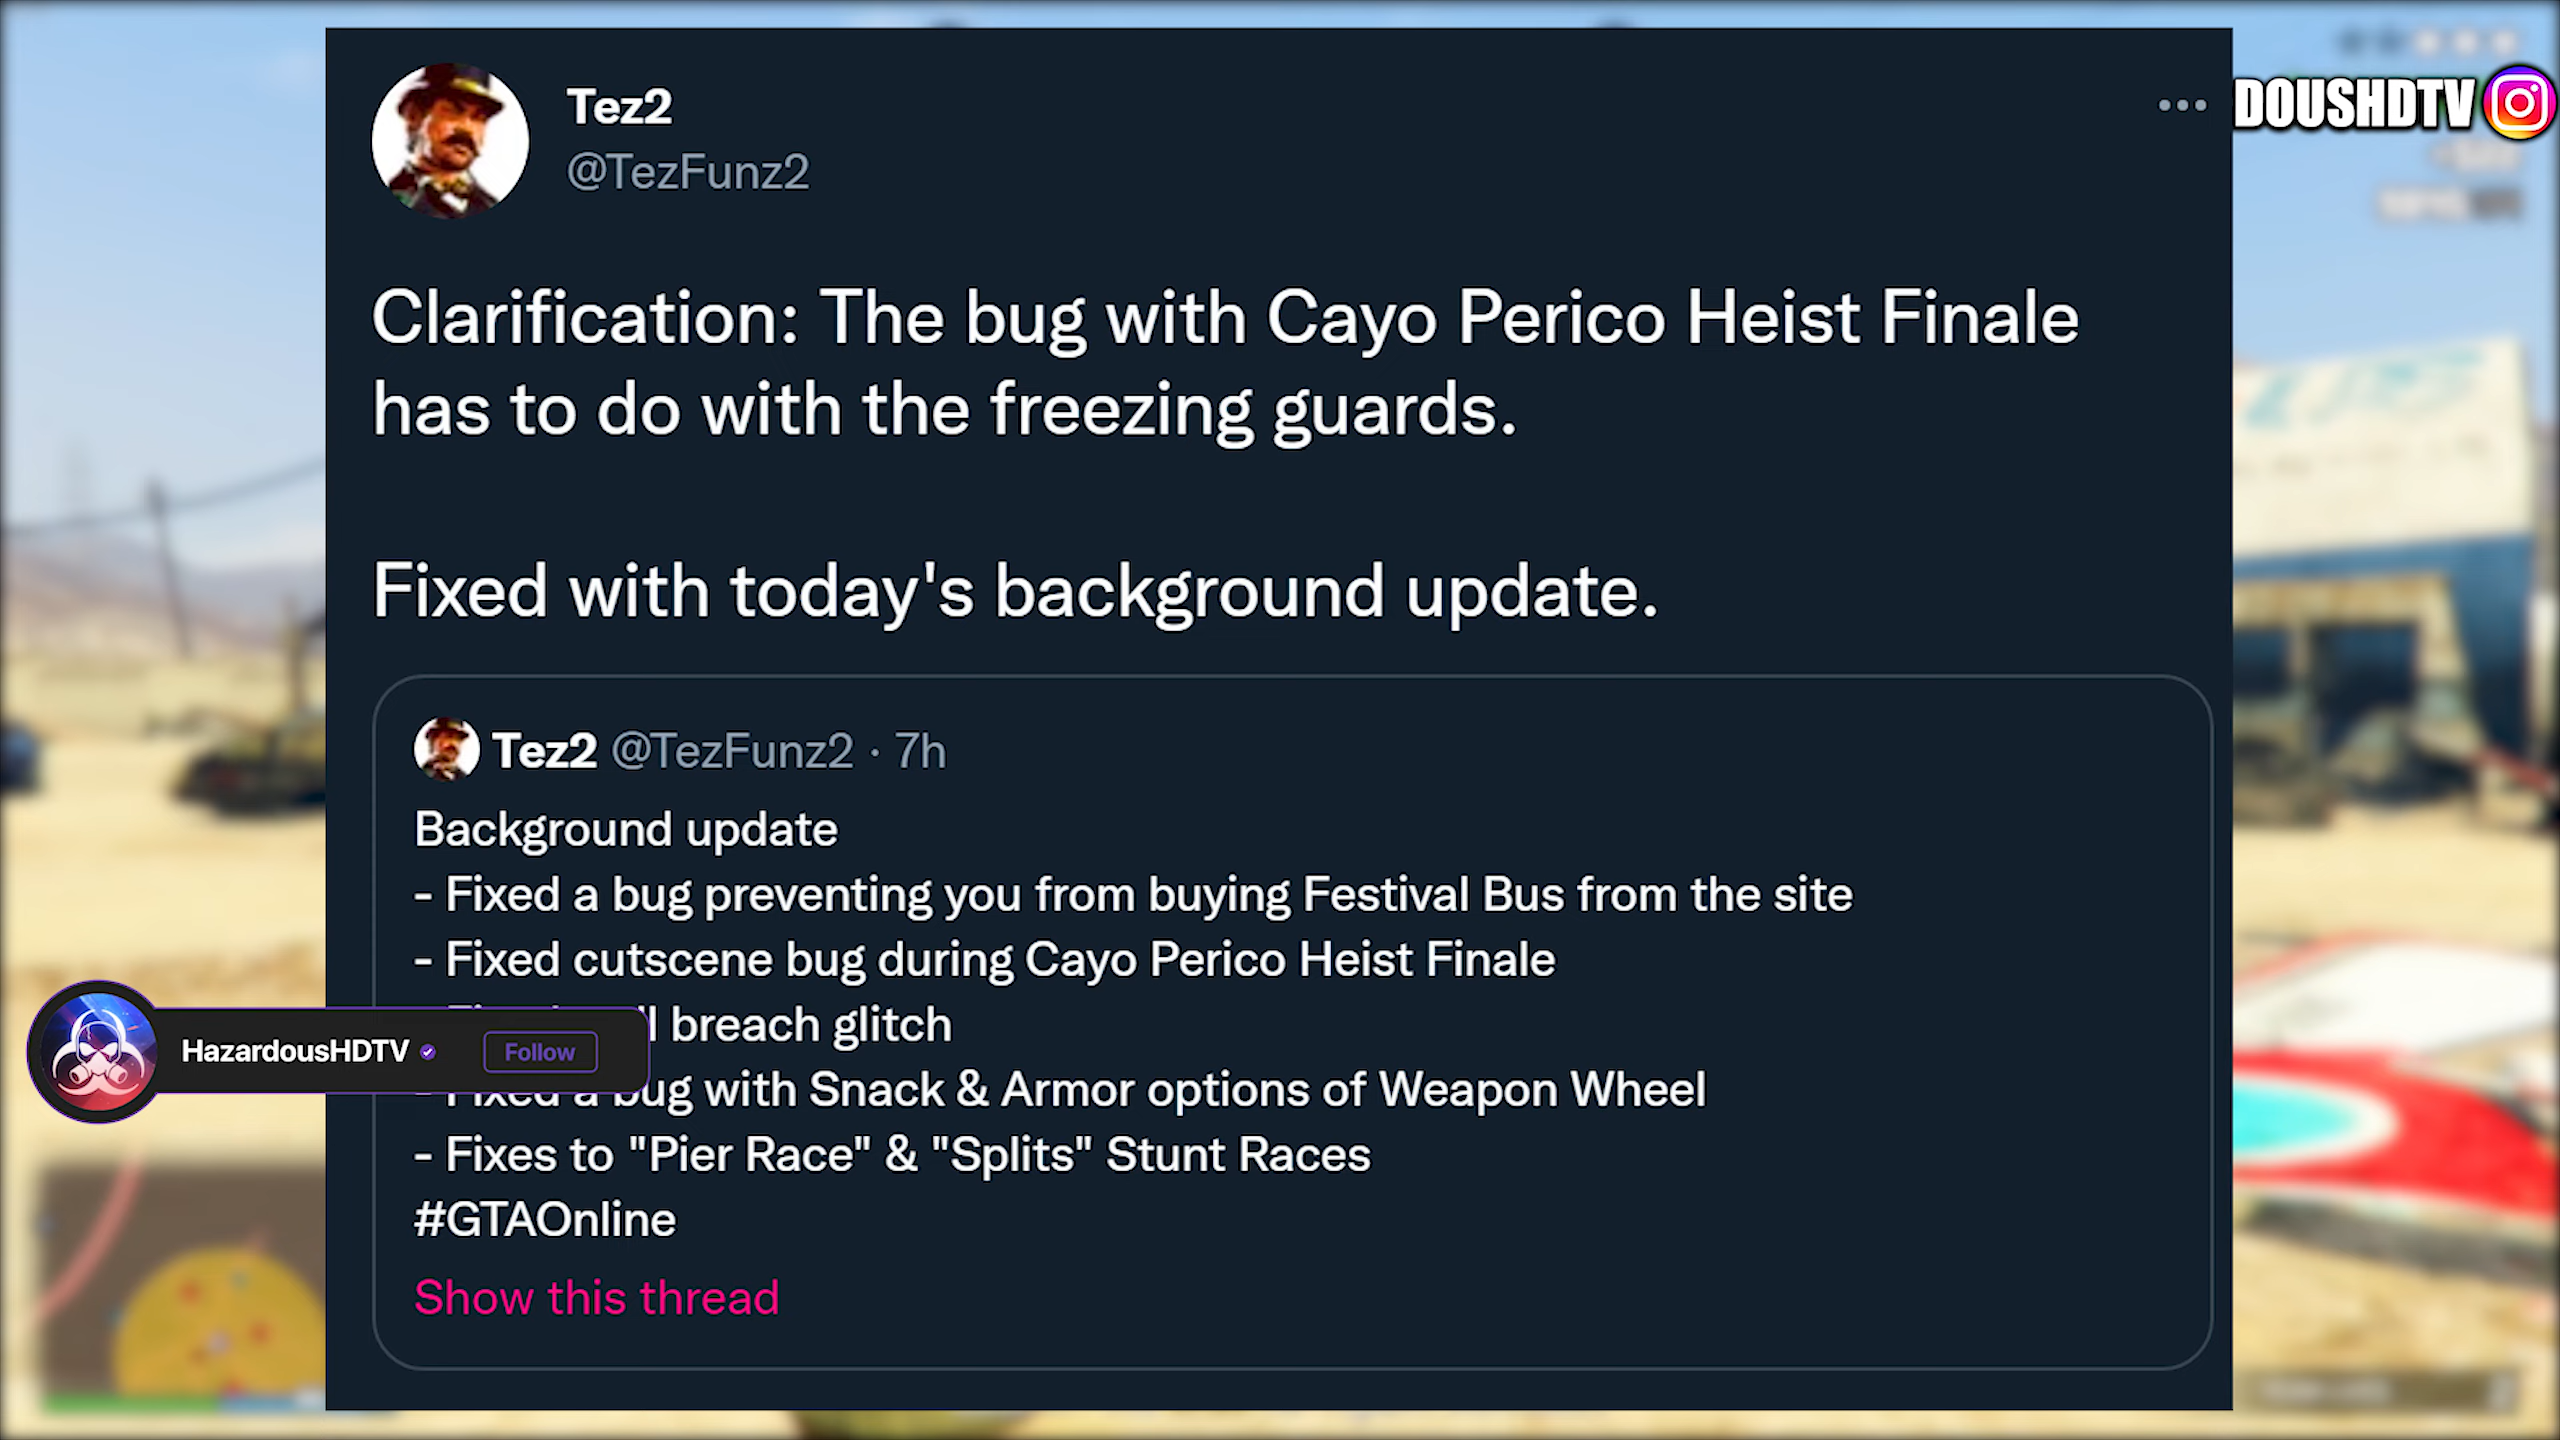 DOUSHDTV
Tez2
@TezFunz2
Clarification: The bug with Cayo Perico Heist Finale
has to do with the freezing guards.
Fixed with today's background update.
Tez2 @TezFunz2 · 7h
Background update
- Fixed a bug preventing you from buying Festival Bus from the site
- Fixed cutscene bug during Cayo Perico Heist Finale
breach glitch
- Fixed a bug with Snack & Armor options of Weapon Wheel
- Fixes to "Pier Race" & "Splits" Stunt Races
#GTAOnline
Show this thread
HazardousHDTV
Follow